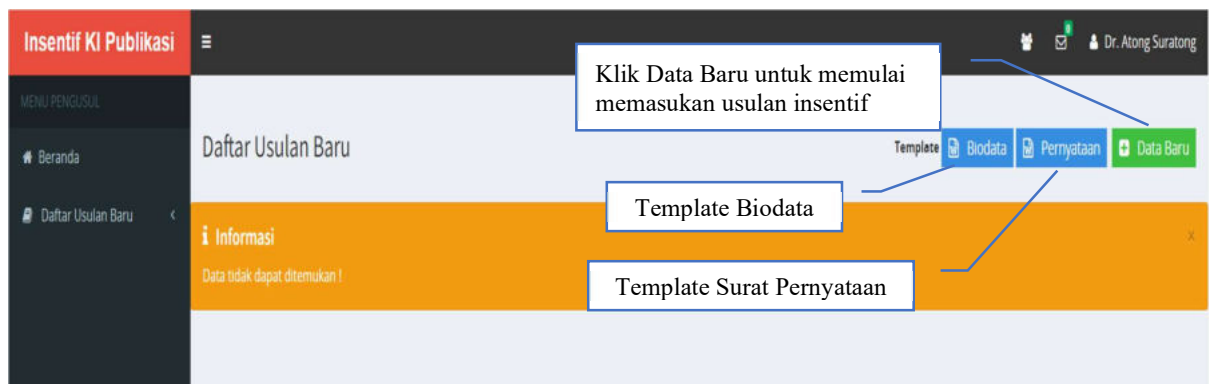 Insentif KI Publikasi
0
Dr. Atong Suratong
Klik Data Baru untuk memulai
memasukan usulan insentif
MENU PENGUSUL
Beranda
Daftar Usulan Baru
Daftar Usulan Baru
Template Biodata Pernyataan Data Baru
Template Biodata
Informasi
Data tidak dapat ditemukan !
x
Template Surat Pernyataan